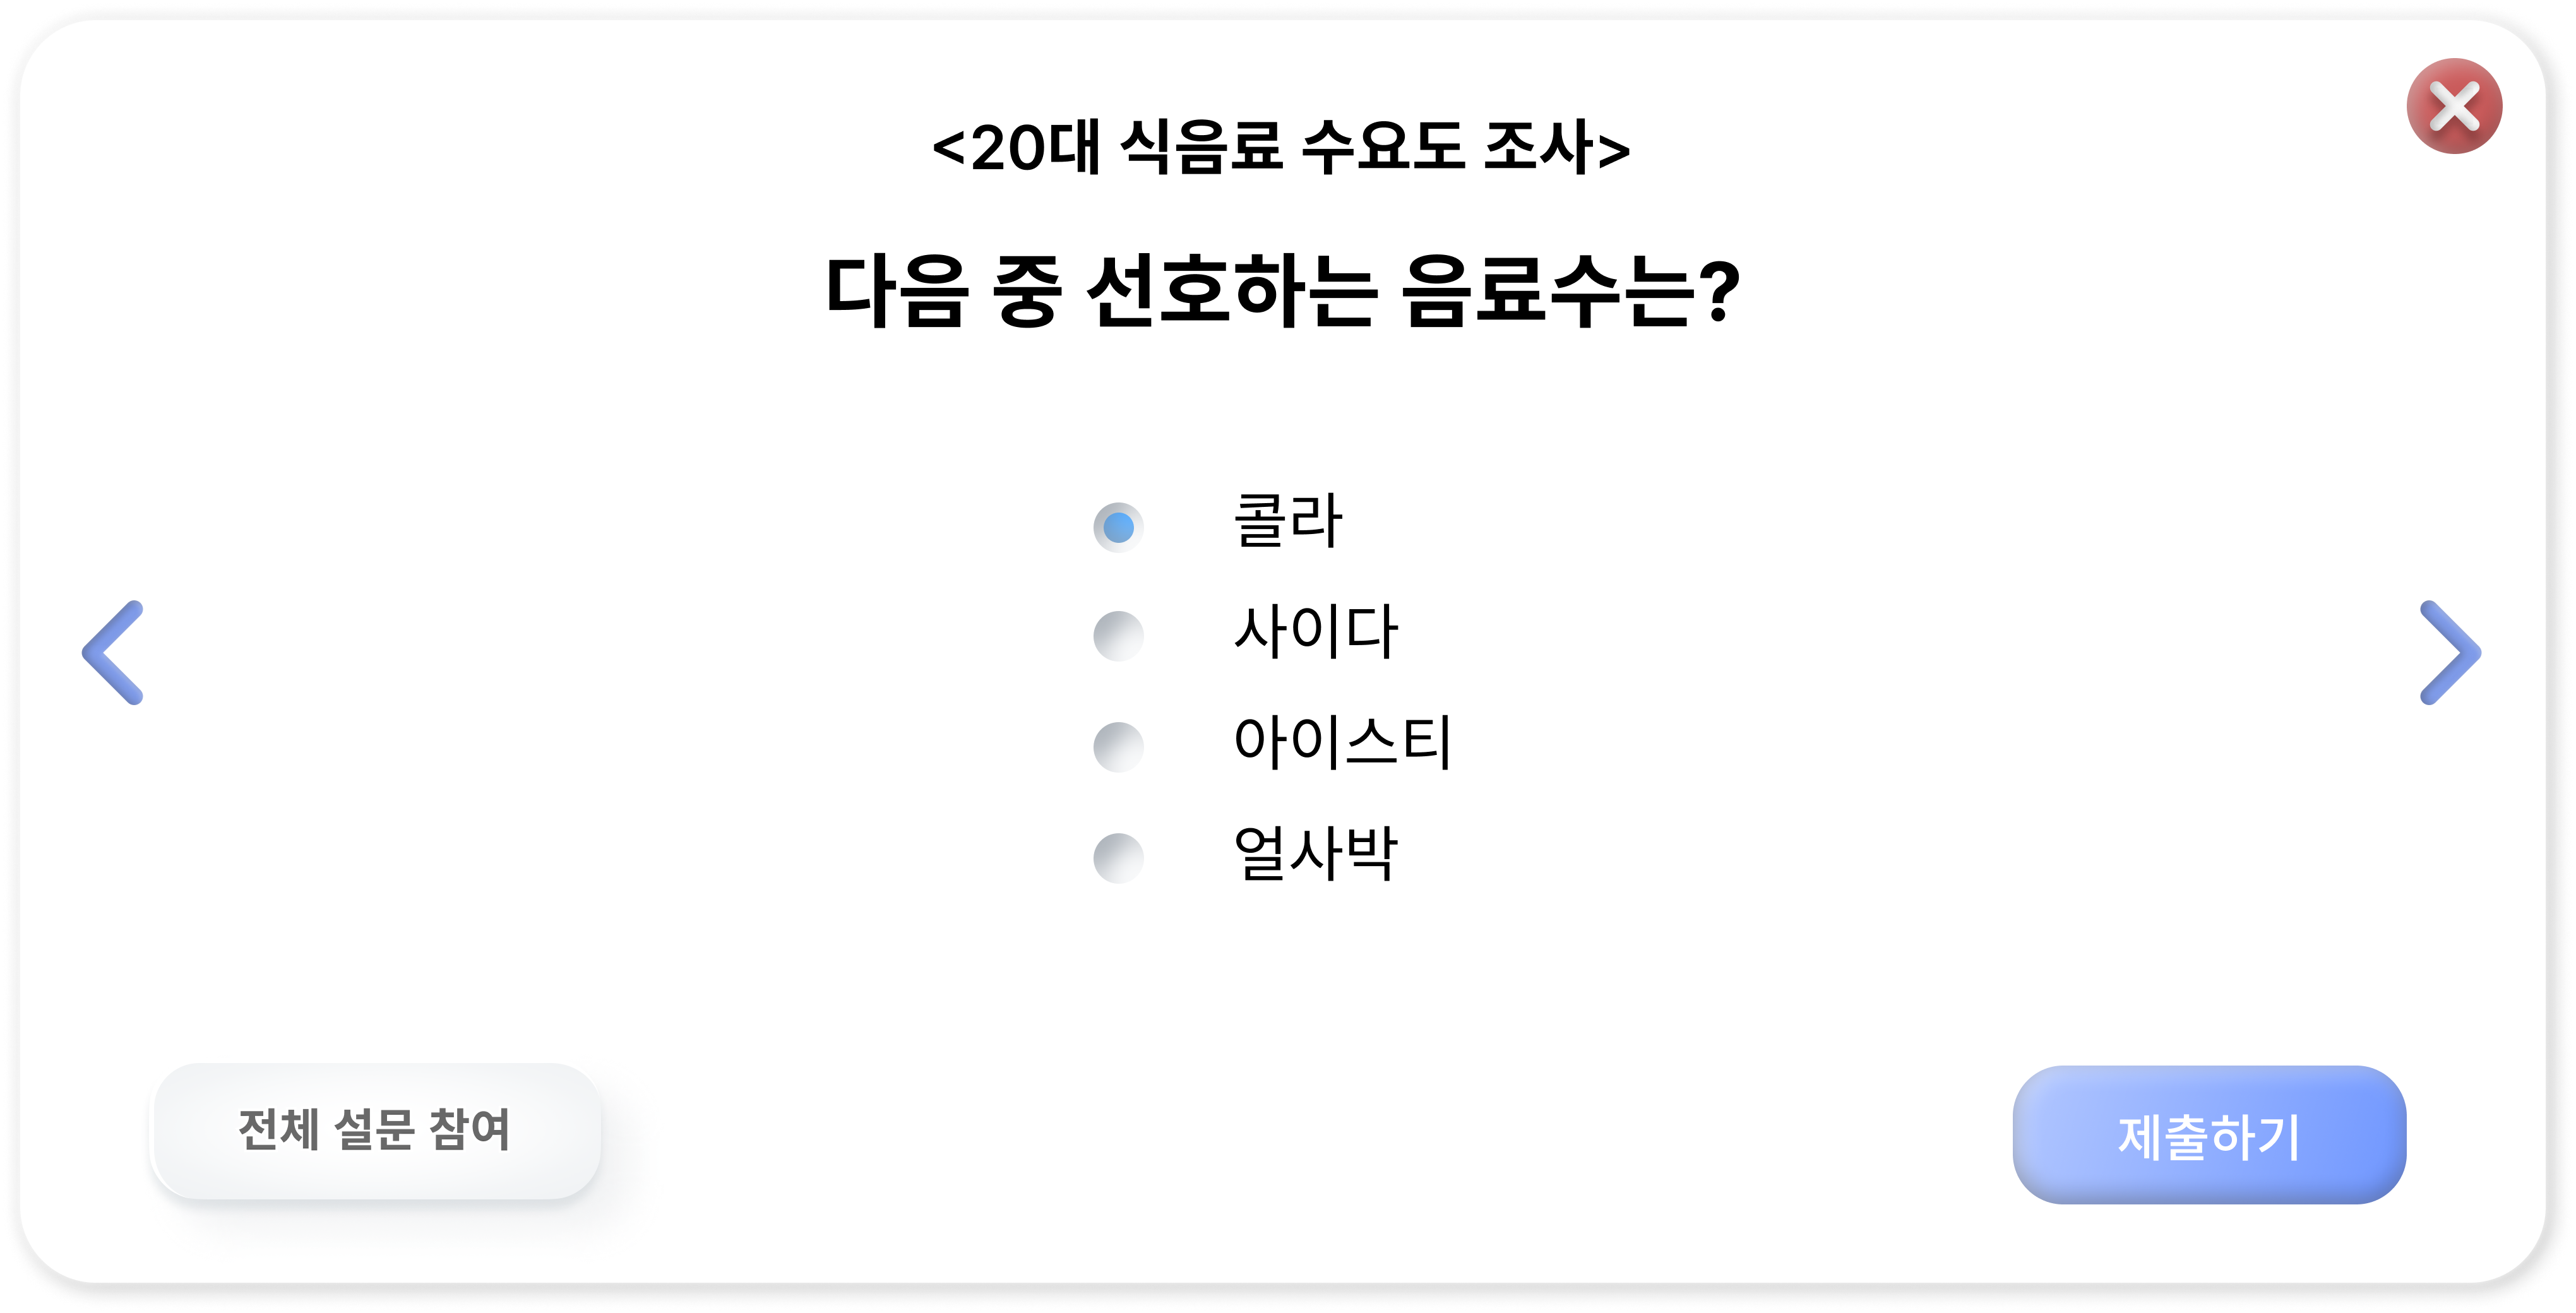 <20대 식음료 수요도 조사>
다음 중 선호하는 음료수는?
콜라
사이다
아이스티
얼사박
전체 설문 참여
제출하기